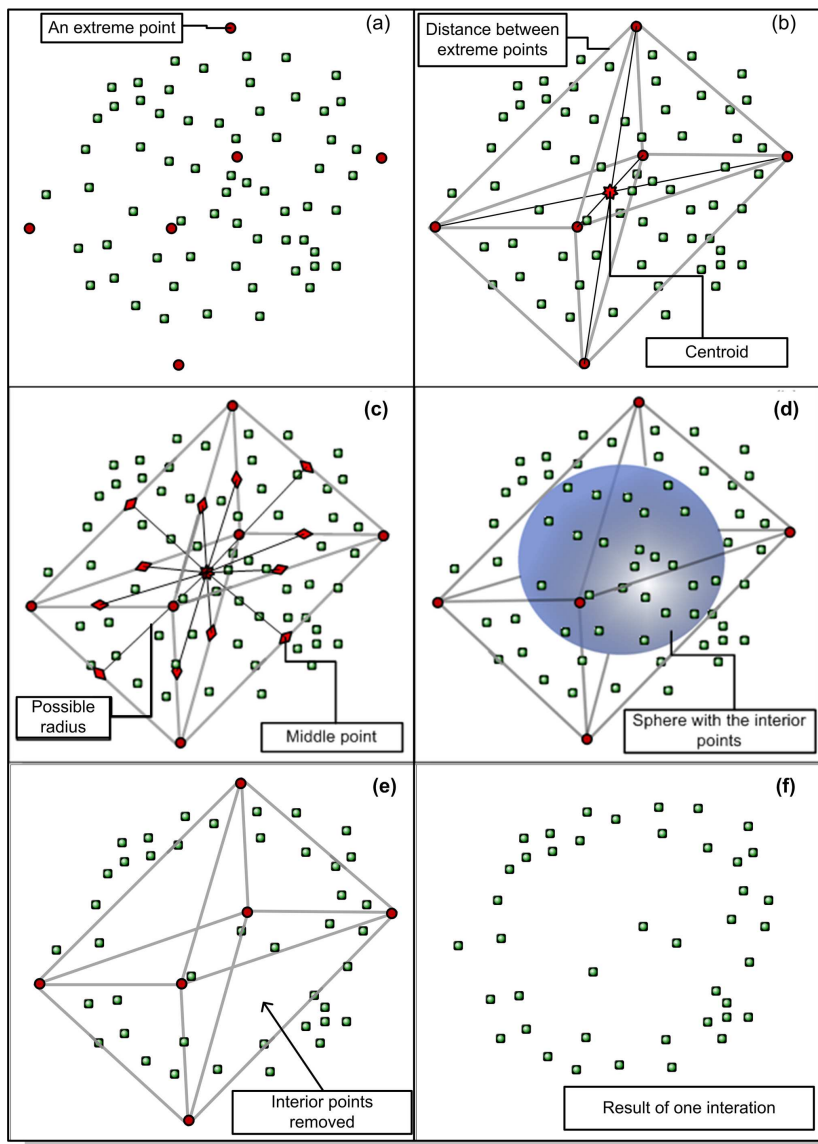 An extreme point
(a)
Distance between
extreme points
(b)
Centroid
(c)
Possible
radius
Middle point
(d)
Sphere with the interior
points
(e)
Interior points
removed
(f)
Result of one interation